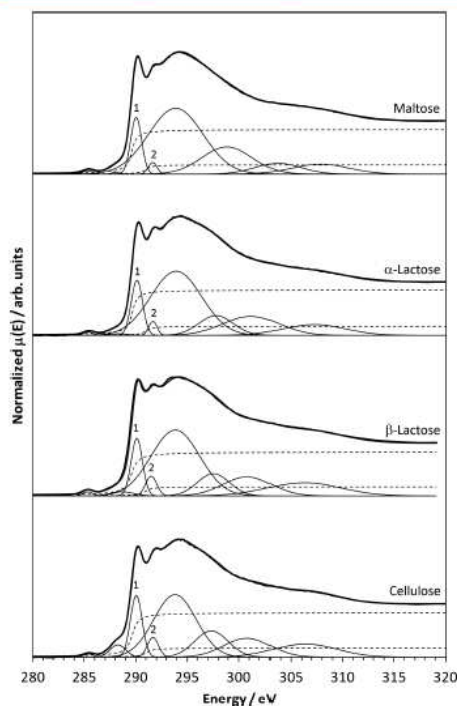 Normalized μ(E) / arb. units
1
2
Maltose
1
2
α-Lactose
1
2
β-Lactose
1
2
Cellulose
280 285 290 295 300 305 310 315 320
Energy / eV